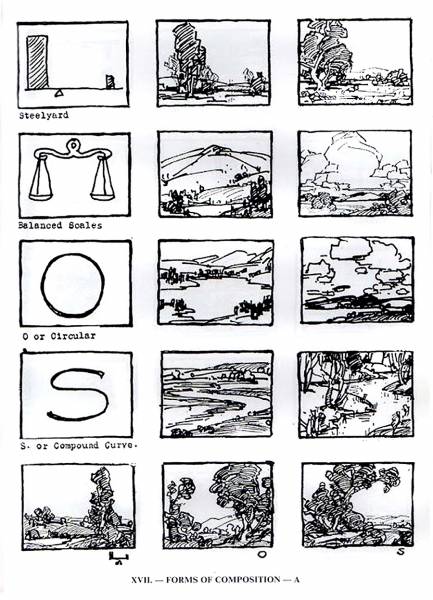 Steelyard
Balanced Scales
O
O or Circular
S
S. or Compound Curve.
O
S
XVII. — FORMS OF COMPOSITION — A